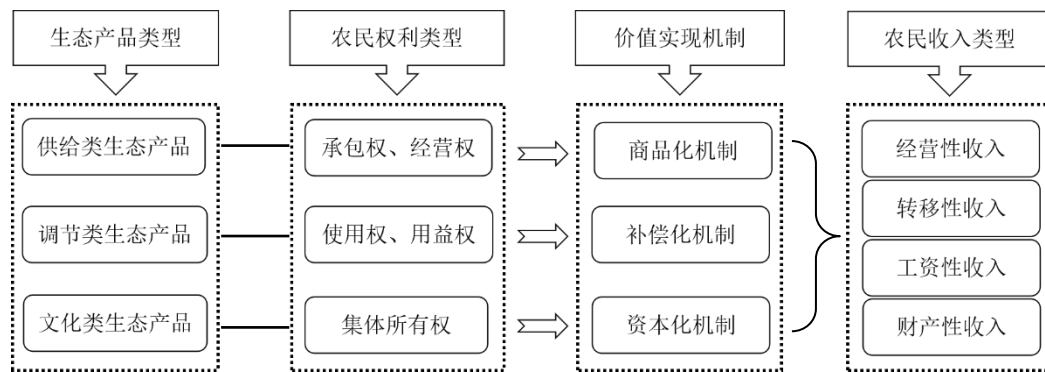 生态产品类型
农民权利类型
价值实现机制
农民收入类型
供给类生态产品
承包权、经营权
商品化机制
经营性收入
转移性收入
调节类生态产品
使用权、用益权
补偿化机制
工资性收入
文化类生态产品
集体所有权
资本化机制
财产性收入